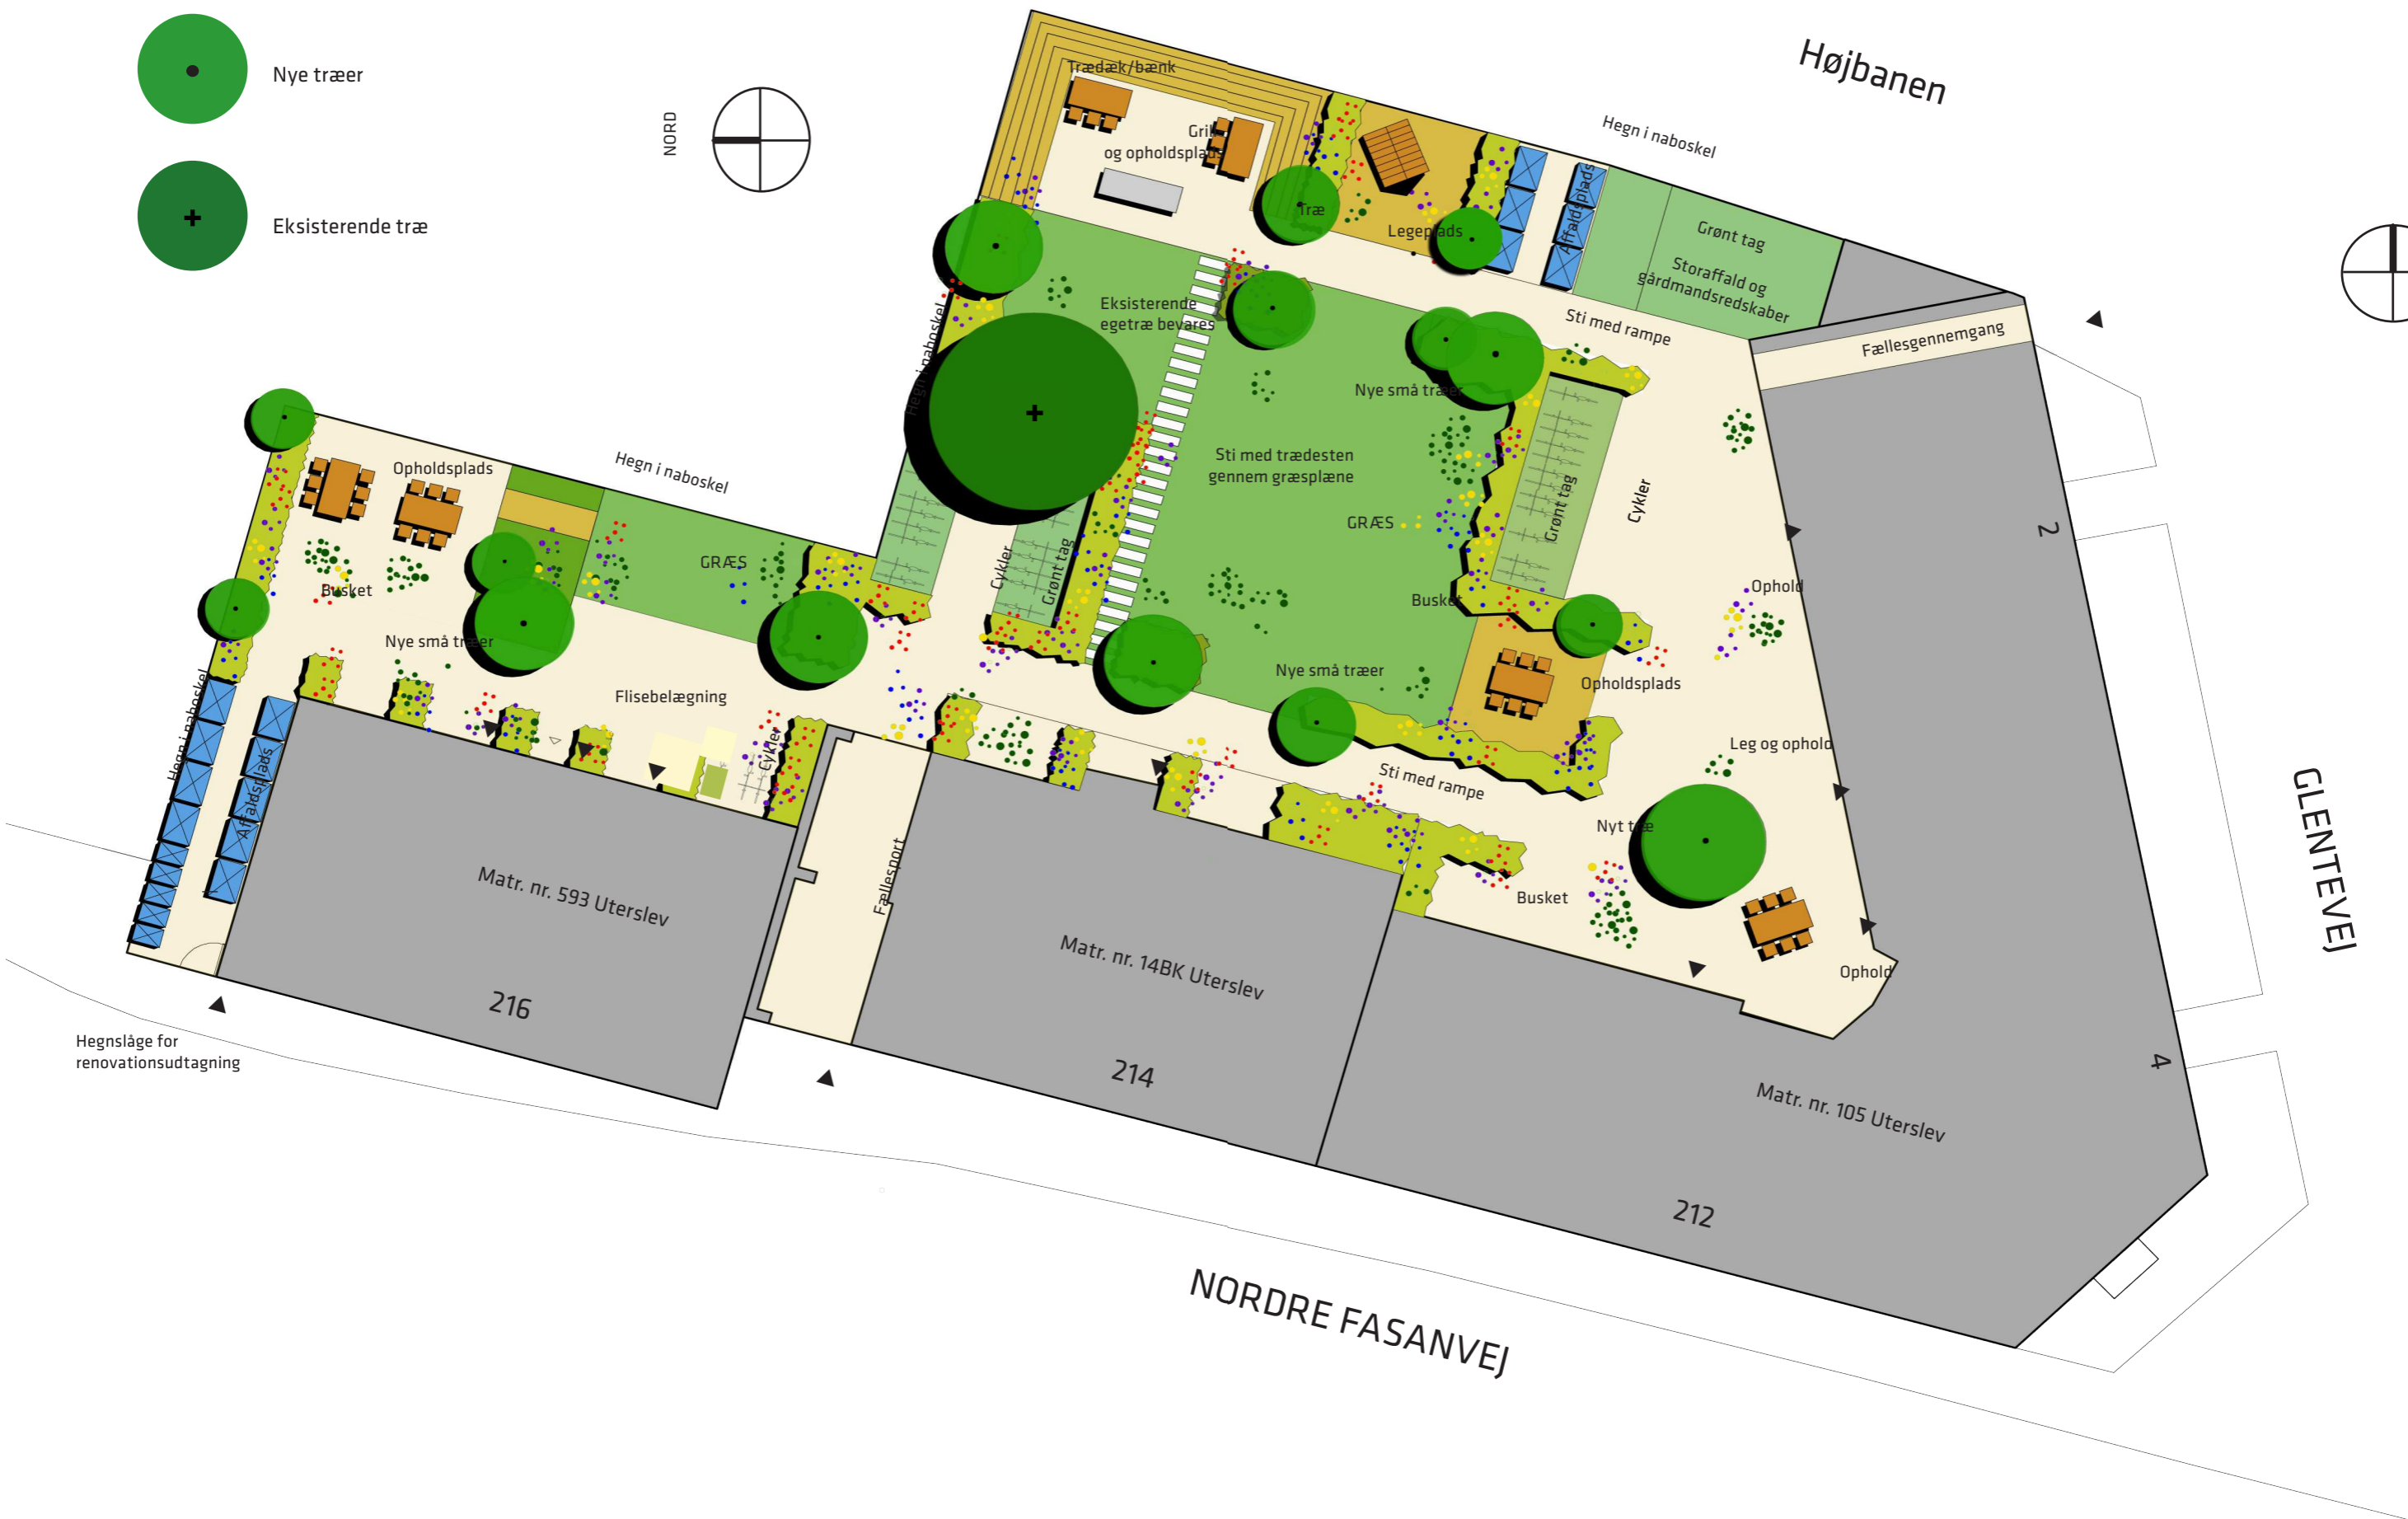 Nye træer
Eksisterende træ
NORD
Højbanen
Hegn i naboskel
Trædæk/bænk
Grill
og opholdsplads
Træ
Legeplads
Affaldsplads
Grønt tag
Storaffald og
gårdmandsredskaber
Sti med rampe
Fællesgennemgang
Eksisterende
egetræ bevares
Hegn i naboskel
Nye små træer
Sti med trædesten
gennem græsplæne
GRÆS
Grønt tag
Cykler
2
Opholdsplads
Hegn i naboskel
GRÆS
Cykler
Grønt tag
Busket
Busket
Ophold
Nye små træer
Nye små træer
Opholdsplads
Flisebelægning
Hegn i naboskel
Affaldsplads
Cykler
Sti med rampe
Leg og ophold
Nyt træ
GLENTEVEJ
Fællesport
Busket
Ophold
Matr. nr. 593 Uterslev
216
Matr. nr. 14BK Uterslev
214
Matr. nr. 105 Uterslev
212
4
Hegnslåge for
renovationsudtagning
NORDRE FASANVEJ